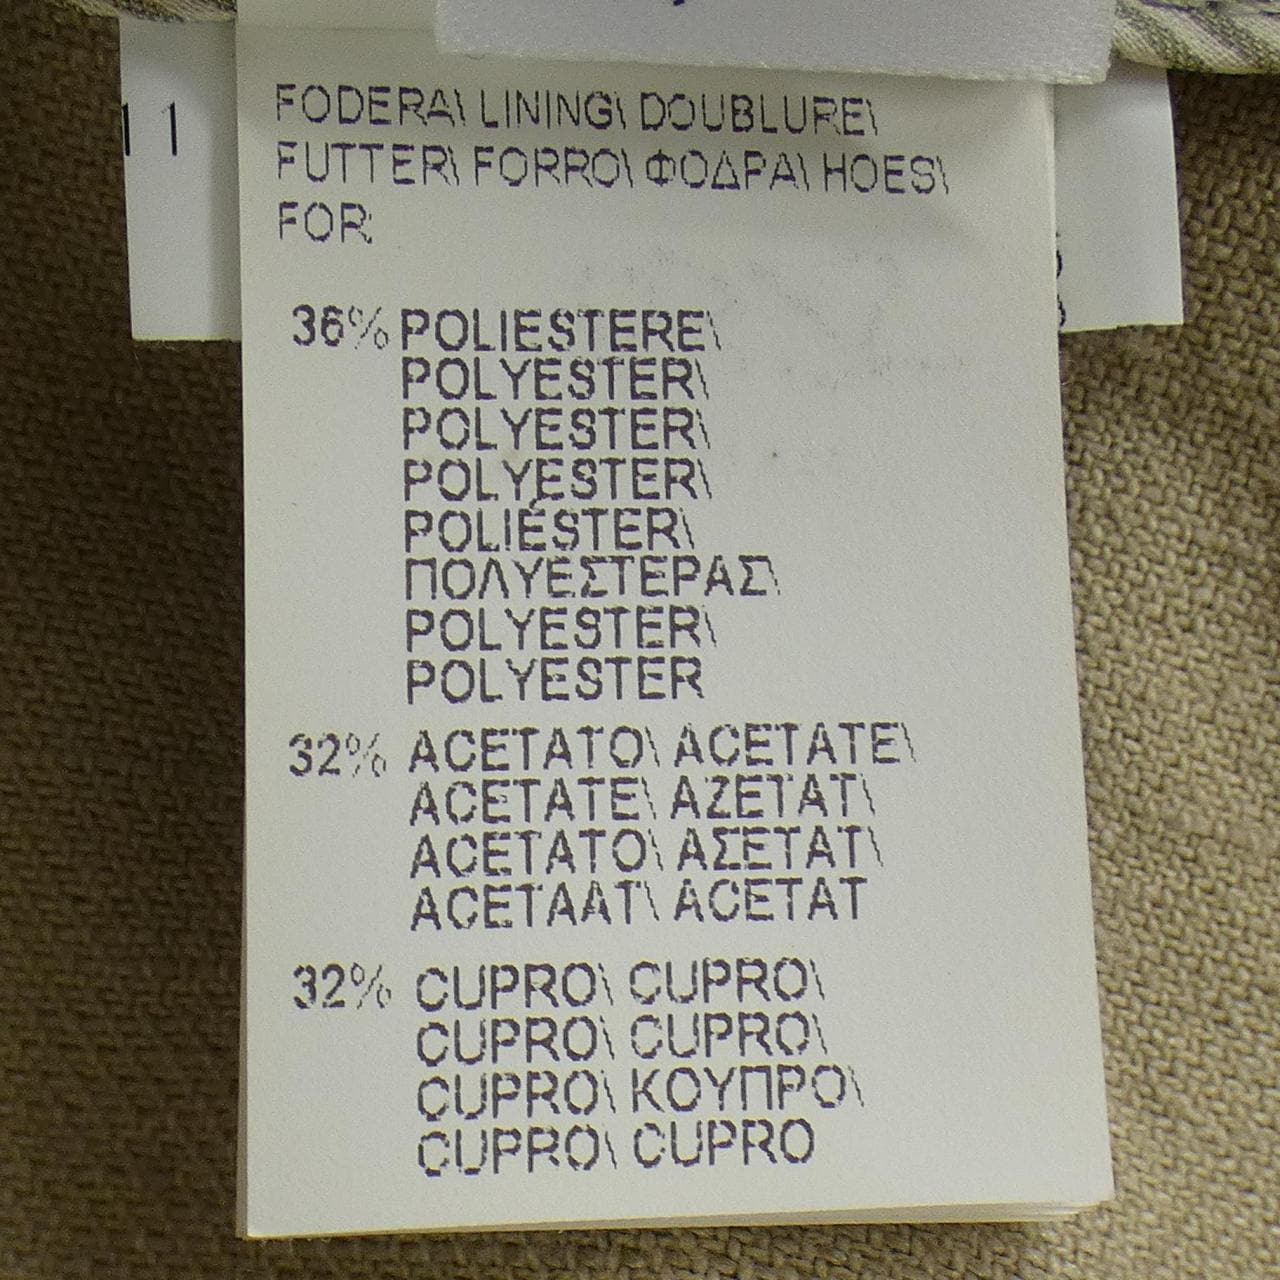 FODERA\ LINING\ DOUBLURE\
FUTTER\ FORRO\ ΦΟΔΡΑ\ HOES\
FOR:
36% POLIESTERE\
POLYESTER\
POLYESTER\
POLYESTER\
POLIÉSTER\
ΠΟΛΥΕΣΤΕΡΑΣ\
POLYESTER\
POLYESTER
32% ACETATO\ ACETATE\
ACETATE\ AZETAT\
ACETATO\ ΑΣΕΤΑΤ\
ACETAAT\ ACETAT
32% CUPRO\ CUPRO\
CUPRO\ CUPRO\
CUPRO\ ΚΟΥΠΡΟ\
CUPRO\ CUPRO